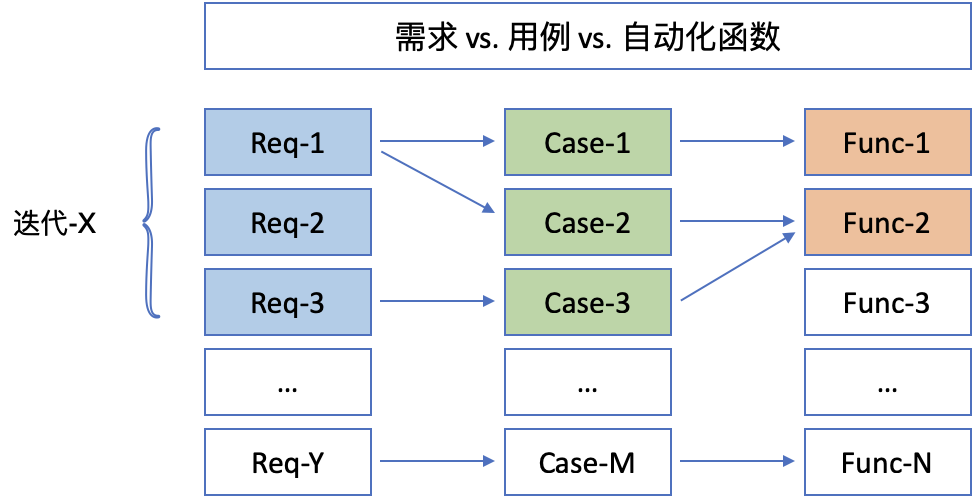 需求 vs. 用例 vs. 自动化函数
Req-1 Case-1 Func-1
迭代-X Req-2 Case-2 Func-2
Req-3 Case-3 Func-3
... ... ...
Req-Y Case-M Func-N